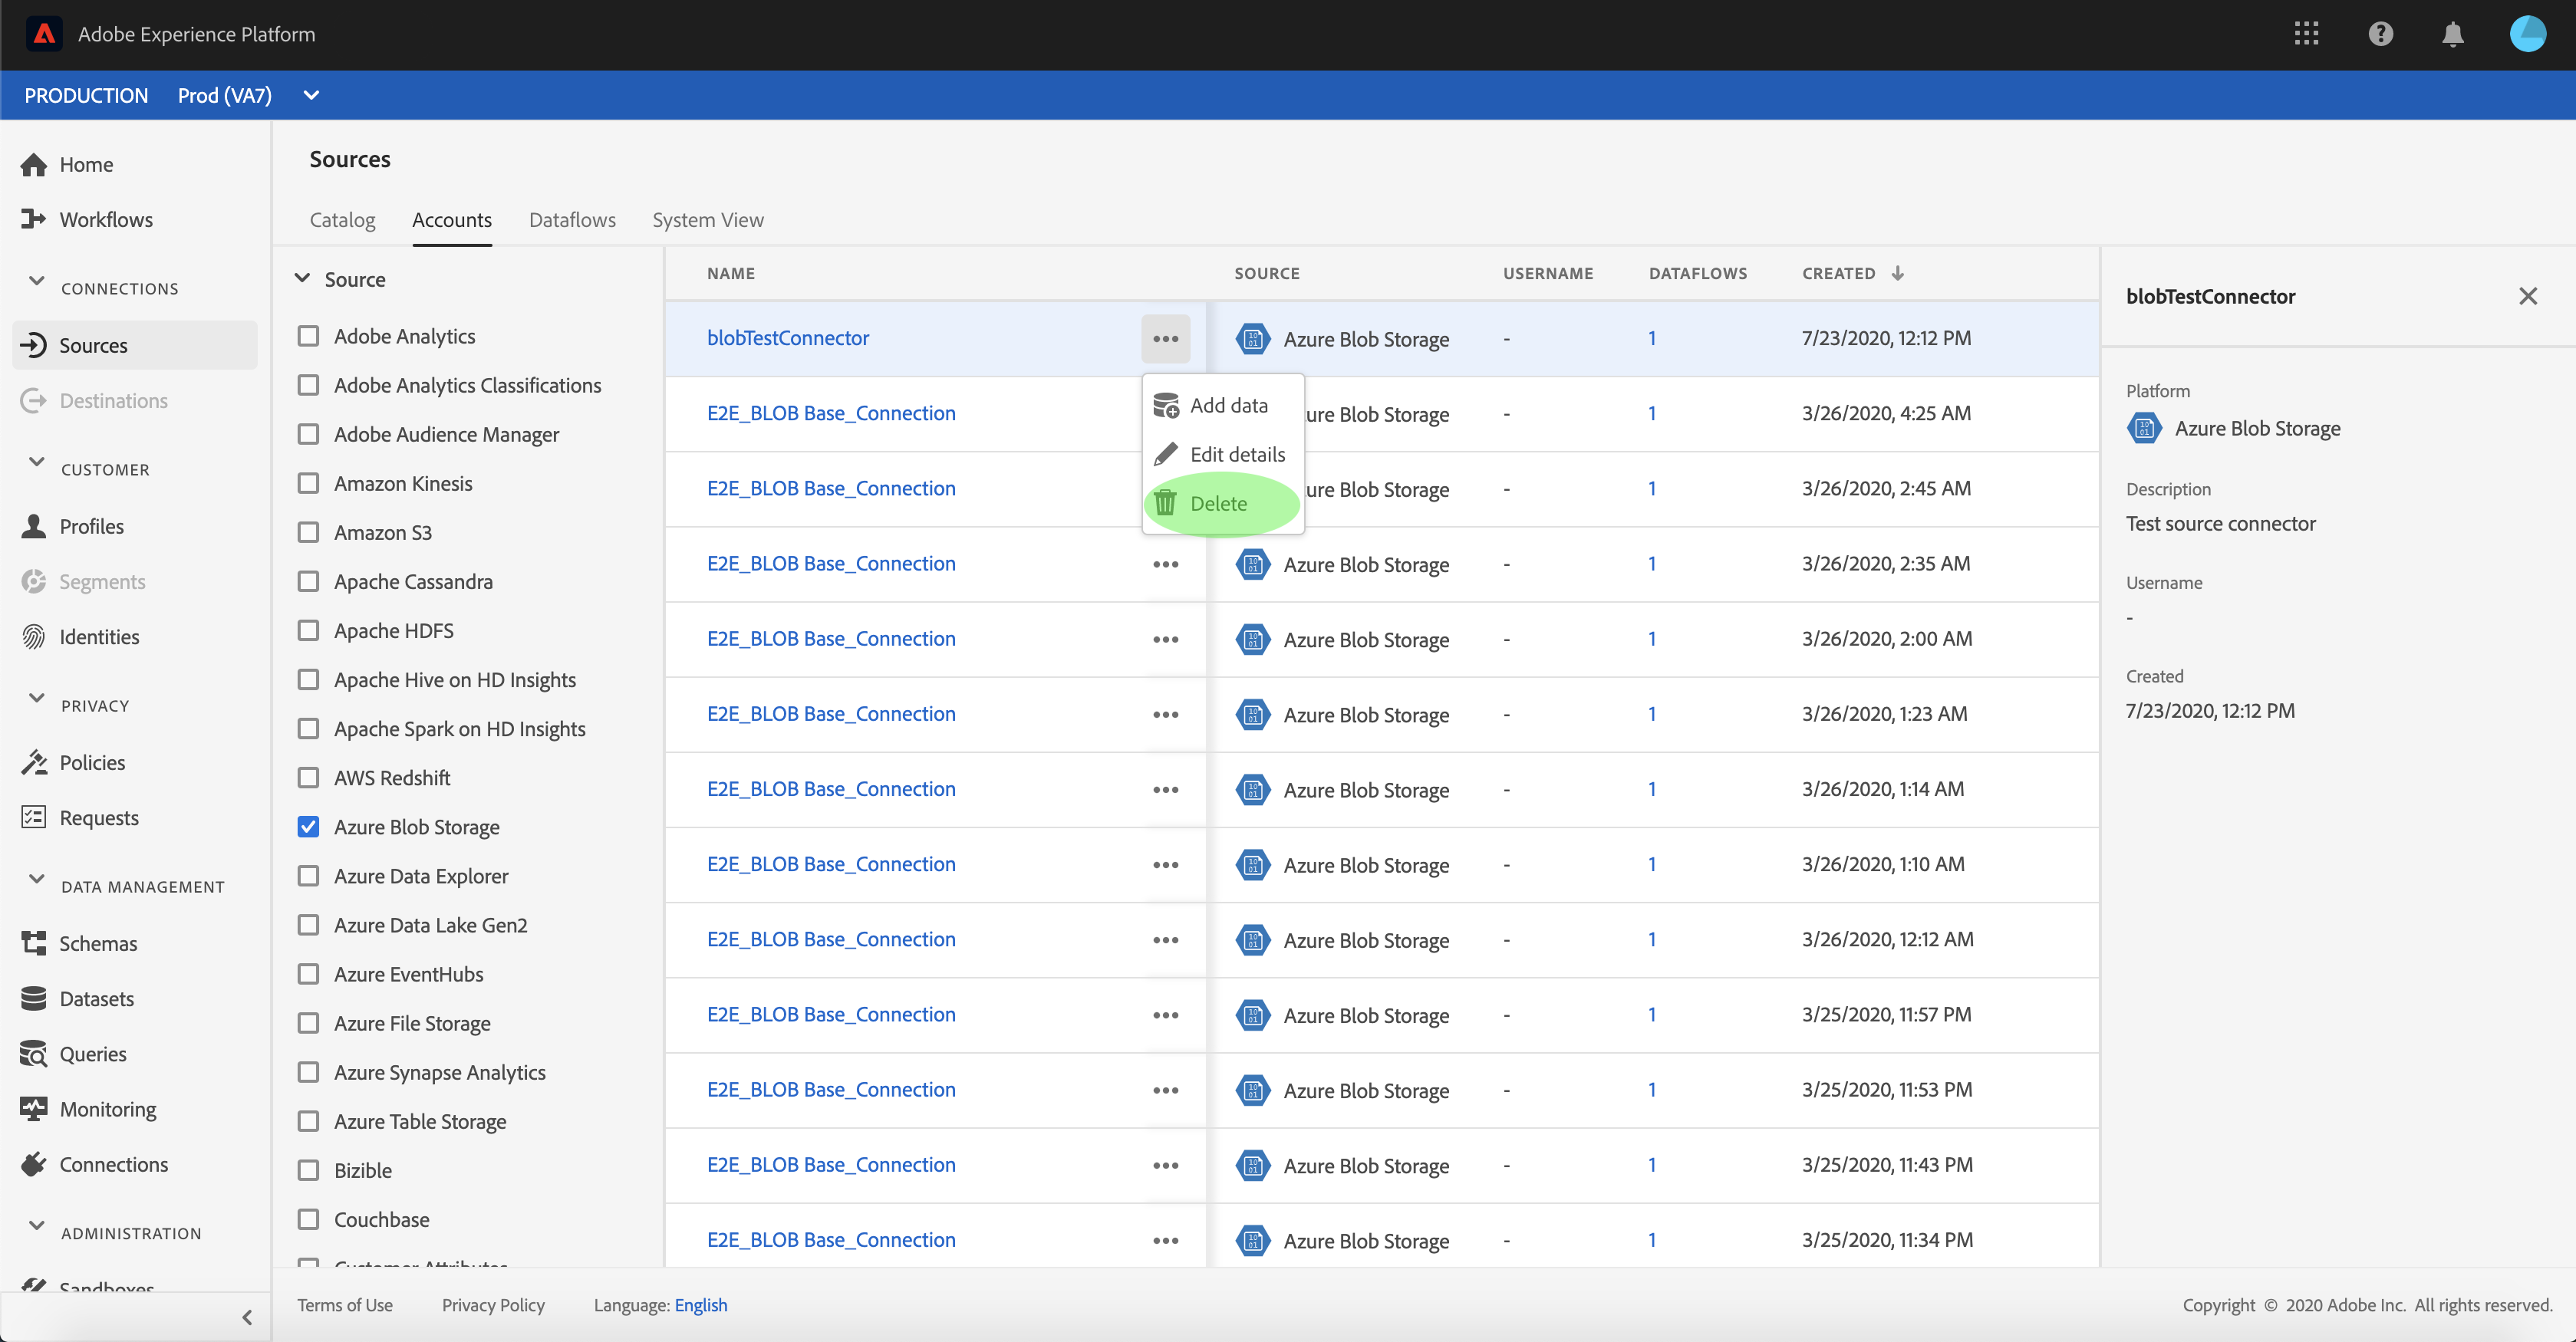 Adobe Experience Platform
PRODUCTION Prod (VA7)
Home
Workflows
CONNECTIONS
Sources
Destinations
CUSTOMER
Profiles
Segments
Identities
PRIVACY
Policies
Requests
DATA MANAGEMENT
Schemas
Datasets
Queries
Monitoring
Connections
ADMINISTRATION
Sandboxes
Sources
Catalog Accounts Dataflows System View
Source
Adobe Analytics
Adobe Analytics Classifications
Adobe Audience Manager
Amazon Kinesis
Amazon S3
Apache Cassandra
Apache HDFS
Apache Hive on HD Insights
Apache Spark on HD Insights
AWS Redshift
Azure Blob Storage
Azure Data Explorer
Azure Data Lake Gen2
Azure EventHubs
Azure File Storage
Azure Synapse Analytics
Azure Table Storage
Bizible
Couchbase
Customer Attributes
NAME SOURCE USERNAME DATAFLOWS CREATED
blobTestConnector Azure Blob Storage - 1 7/23/2020, 12:12 PM
E2E_BLOB Base_Connection ure Blob Storage - 1 3/26/2020, 4:25 AM
E2E_BLOB Base_Connection ure Blob Storage - 1 3/26/2020, 2:45 AM
E2E_BLOB Base_Connection Azure Blob Storage - 1 3/26/2020, 2:35 AM
E2E_BLOB Base_Connection Azure Blob Storage - 1 3/26/2020, 2:00 AM
E2E_BLOB Base_Connection Azure Blob Storage - 1 3/26/2020, 1:23 AM
E2E_BLOB Base_Connection Azure Blob Storage - 1 3/26/2020, 1:14 AM
E2E_BLOB Base_Connection Azure Blob Storage - 1 3/26/2020, 1:10 AM
E2E_BLOB Base_Connection Azure Blob Storage - 1 3/26/2020, 12:12 AM
E2E_BLOB Base_Connection Azure Blob Storage - 1 3/25/2020, 11:57 PM
E2E_BLOB Base_Connection Azure Blob Storage - 1 3/25/2020, 11:53 PM
E2E_BLOB Base_Connection Azure Blob Storage - 1 3/25/2020, 11:43 PM
E2E_BLOB Base_Connection Azure Blob Storage - 1 3/25/2020, 11:34 PM
Add data
Edit details
Delete
blobTestConnector
Platform
Azure Blob Storage
Description
Test source connector
Username
-
Created
7/23/2020, 12:12 PM
Terms of Use Privacy Policy Language: English Copyright © 2020 Adobe Inc. All rights reserved.